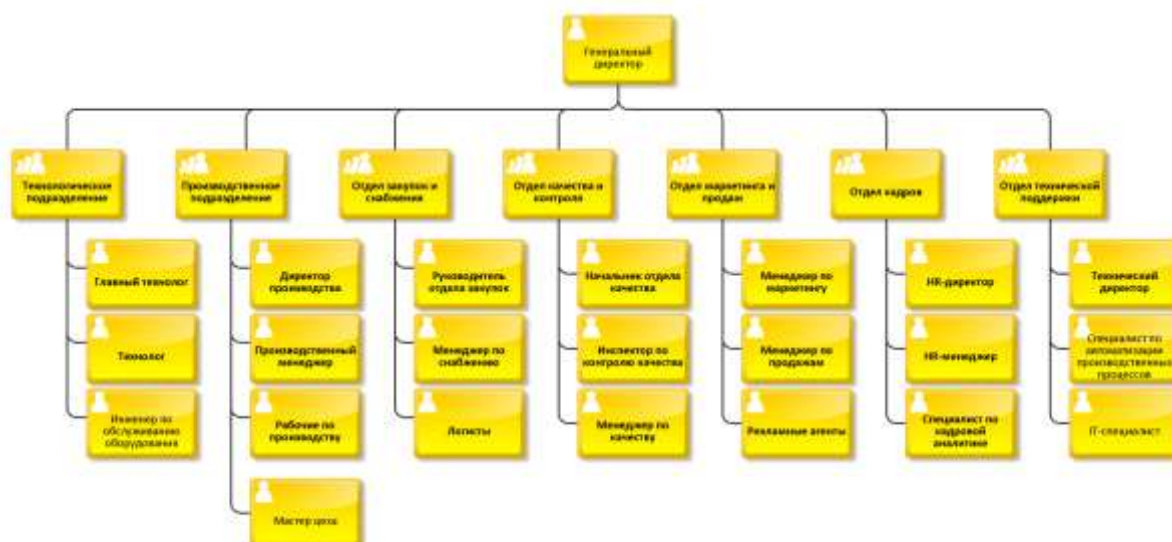 Генеральный
директор
Технологическое
подразделение
Производственное
подразделение
Отдел закупок и
снабжения
Отдел качества и
контроля
Отдел маркетинга и
продаж
Отдел кадров
Отдел технической
поддержки
Главный технолог
Технолог
Инженер по
обслуживанию
оборудования
Директор
производства
Производственный
менеджер
Рабочие по
производству
Мастер цеха
Руководитель
отдела закупок
Менеджер по
снабжению
Логисты
Начальник отдела
качества
Инспектор по
контролю качества
Менеджер по
качеству
Менеджер по
маркетингу
Менеджер по
продажам
Рекламные агенты
HR-директор
HR-менеджер
Специалист по
кадровой
аналитике
Технический
директор
Специалист по
автоматизации
производственных
процессов
IT-специалист